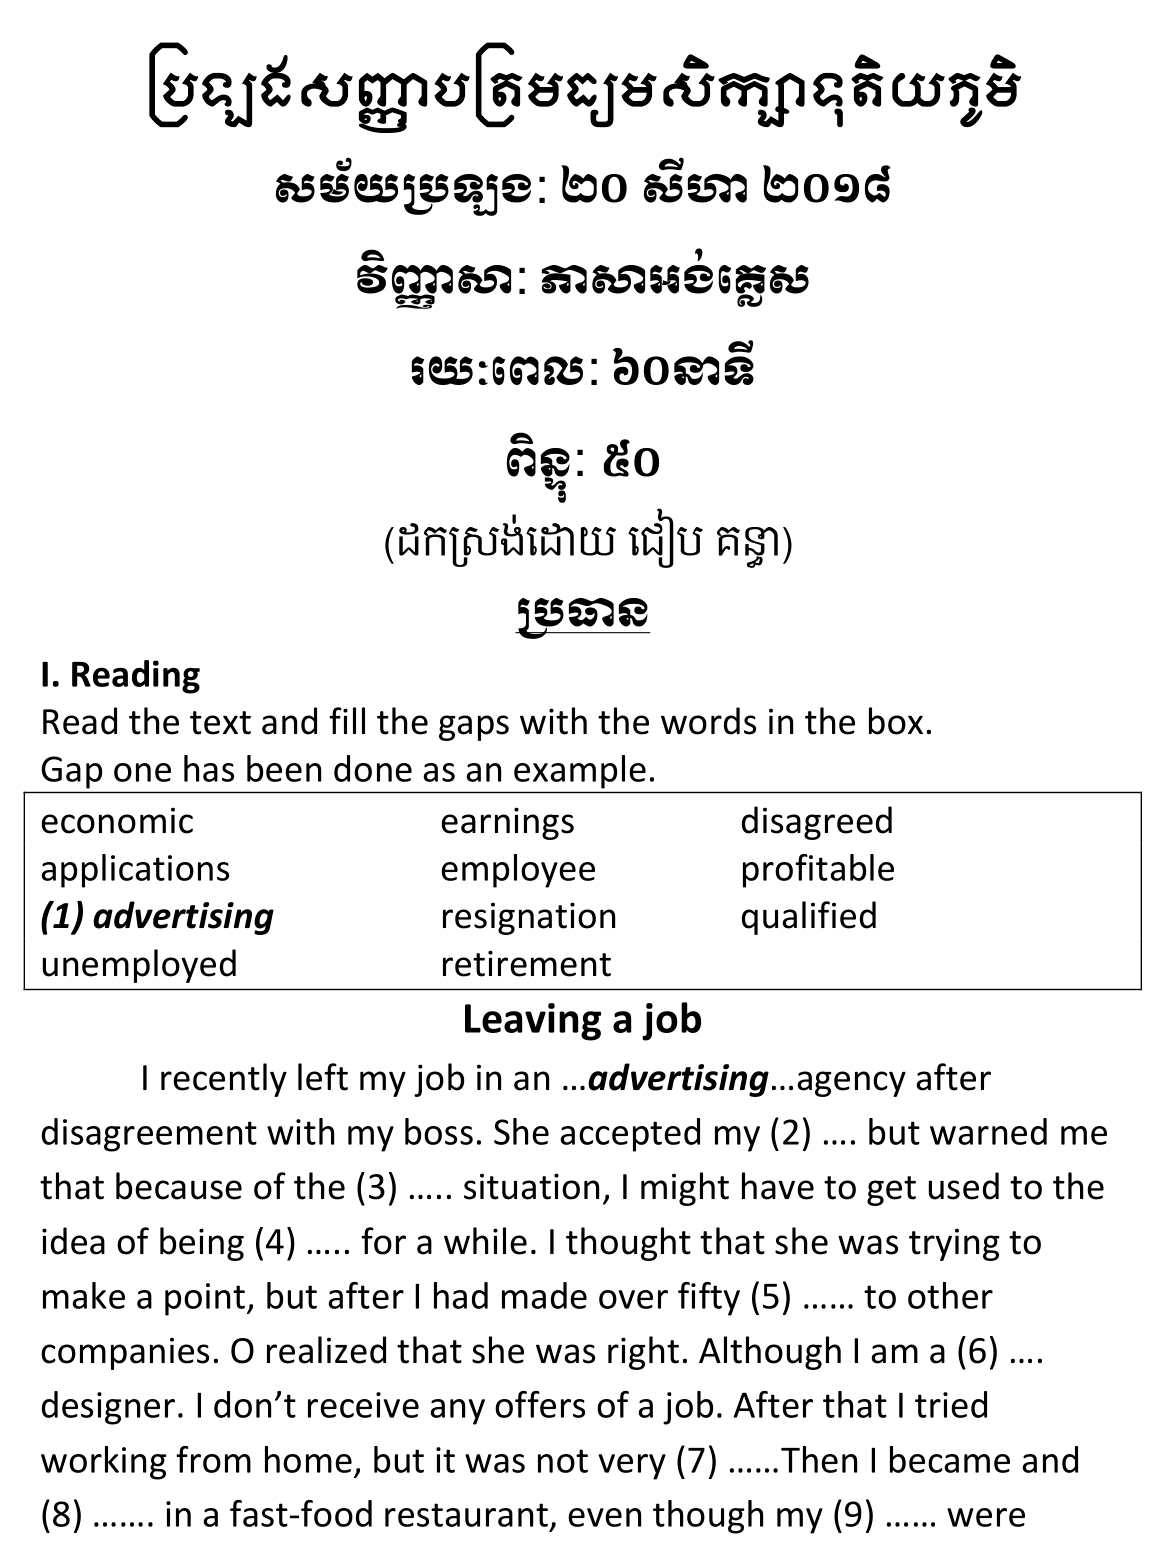 ប្រឡងសញ្ញាបត្រមធ្យមសិក្សាទុតិយភូមិ
សម័យប្រឡង: ២០ សីហា ២០១៨
វិញ្ញាសា: ភាសាអង់គ្លេស
រយៈពេល: ៦០នាទី
ពិន្ទុ: ៥០
(ដកស្រង់ដោយ ជៀប គន្ធា)
ប្រធាន
I. Reading
Read the text and fill the gaps with the words in the box.
Gap one has been done as an example.
economic earnings disagreed
applications employee profitable
(1) advertising resignation qualified
unemployed retirement
Leaving a job
I recently left my job in an ...advertising...agency after
disagreement with my boss. She accepted my (2) .... but warned me
that because of the (3) ..... situation, I might have to get used to the
idea of being (4) ..... for a while. I thought that she was trying to
make a point, but after I had made over fifty (5) ...... to other
companies. O realized that she was right. Although I am a (6) ....
designer. I don’t receive any offers of a job. After that I tried
working from home, but it was not very (7) ......Then I became and
(8) ....... in a fast-food restaurant, even though my (9) ...... were